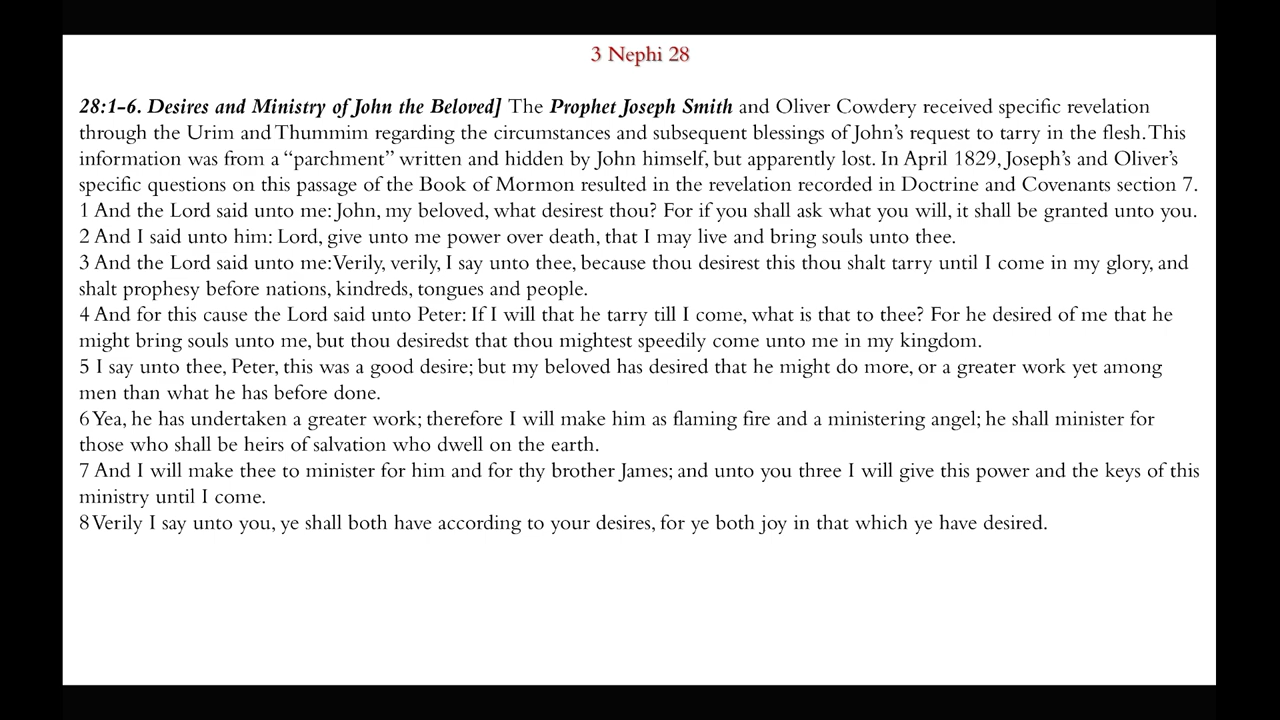 3 Nephi 28
28:1-6. Desires and Ministry of John the Beloved] The Prophet Joseph Smith and Oliver Cowdery received specific revelation
through the Urim and Thummim regarding the circumstances and subsequent blessings of John's request to tarry in the flesh. This
information was from a “parchment” written and hidden by John himself, but apparently lost. In April 1829, Joseph's and Oliver's
specific questions on this passage of the Book of Mormon resulted in the revelation recorded in Doctrine and Covenants section 7.
1 And the Lord said unto me: John, my beloved, what desirest thou? For if you shall ask what you will, it shall be granted unto you.
2 And I said unto him: Lord, give unto me power over death, that I may live and bring souls unto thee.
3 And the Lord said unto me: Verily, verily, I say unto thee, because thou desirest this thou shalt tarry until I come in my glory, and
shalt prophesy before nations, kindreds, tongues and people.
4 And for this cause the Lord said unto Peter: If I will that he tarry till I come, what is that to thee? For he desired of me that he
might bring souls unto me, but thou desiredst that thou mightest speedily come unto me in my kingdom.
5 I say unto thee, Peter, this was a good desire; but my beloved has desired that he might do more, or a greater work yet among
men than what he has before done.
6 Yea, he has undertaken a greater work; therefore I will make him as flaming fire and a ministering angel; he shall minister for
those who shall be heirs of salvation who dwell on the earth.
7 And I will make thee to minister for him and for thy brother James; and unto you three I will give this power and the keys of this
ministry until I come.
8 Verily I say unto you, ye shall both have according to your desires, for ye both joy in that which ye have desired.